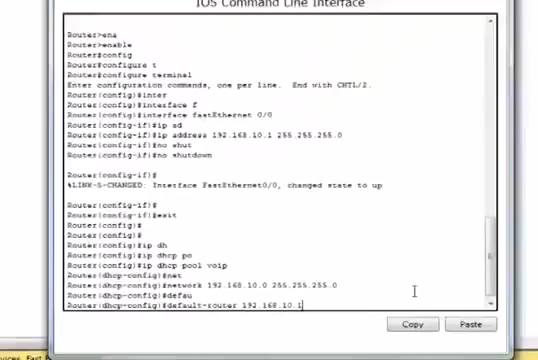 IOS Command Line Interface
Router>ena
Router>enable
Router#config
Router#configure t
Router#configure terminal
Enter configuration commands, one per line.  End with CNTL/Z.
Router(config)#inter
Router(config)#interface f
Router(config)#interface fastEthernet 0/0
Router(config-if)#ip ad
Router(config-if)#ip address 192.168.10.1 255.255.255.0
Router(config-if)#no shut
Router(config-if)#no shutdown
Router(config-if)#
%LINK-5-CHANGED: Interface FastEthernet0/0, changed state to up
Router(config-if)#
Router(config-if)#exit
Router(config)#
Router(config)#
Router(config)#ip dh
Router(config)#ip dhcp po
Router(config)#ip dhcp pool voip
Router(dhcp-config)#net
Router(dhcp-config)#network 192.168.10.0 255.255.255.0
Router(dhcp-config)#defau
Router(dhcp-config)#default-router 192.168.10.1
Copy
Paste